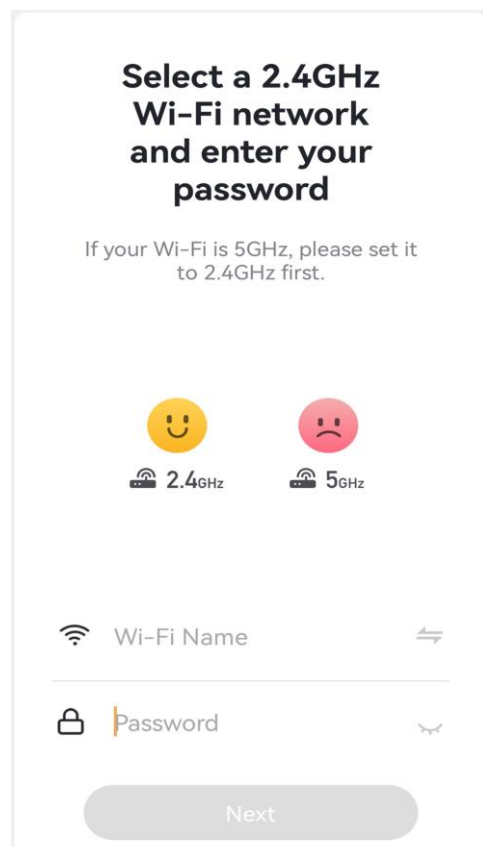 Select a 2.4GHz
Wi-Fi network
and enter your
password
If your Wi-Fi is 5GHz, please set it
to 2.4GHz first.
2.4GHz 5GHz
Wi-Fi Name
Password
Next